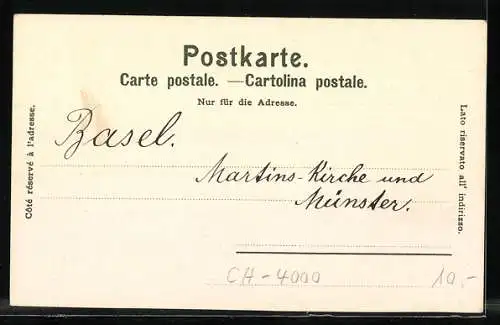 Postkarte.
Carte postale. — Cartolina postale.
Nur für die Adresse.
Côté réservé à l'adresse.
Lato riservato all' indirizzo.
Basel.
Martins-Kirche und
Münster.
CH-4000
10.-